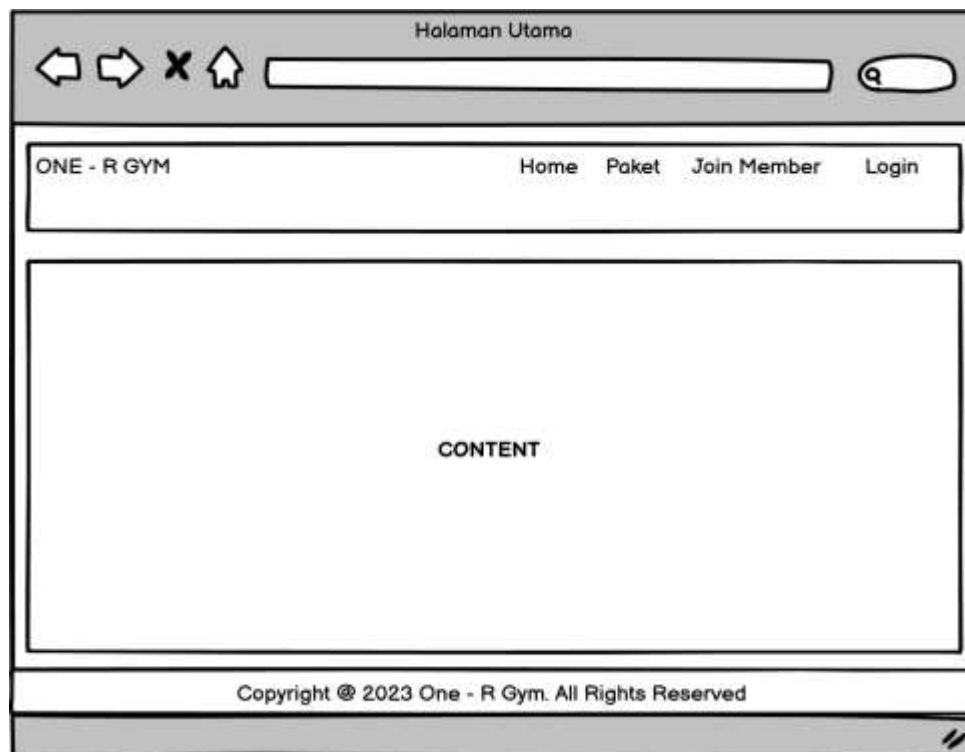 Halaman Utama
ONE - R GYM Home Paket Join Member Login
CONTENT
Copyright @ 2023 One - R Gym. All Rights Reserved